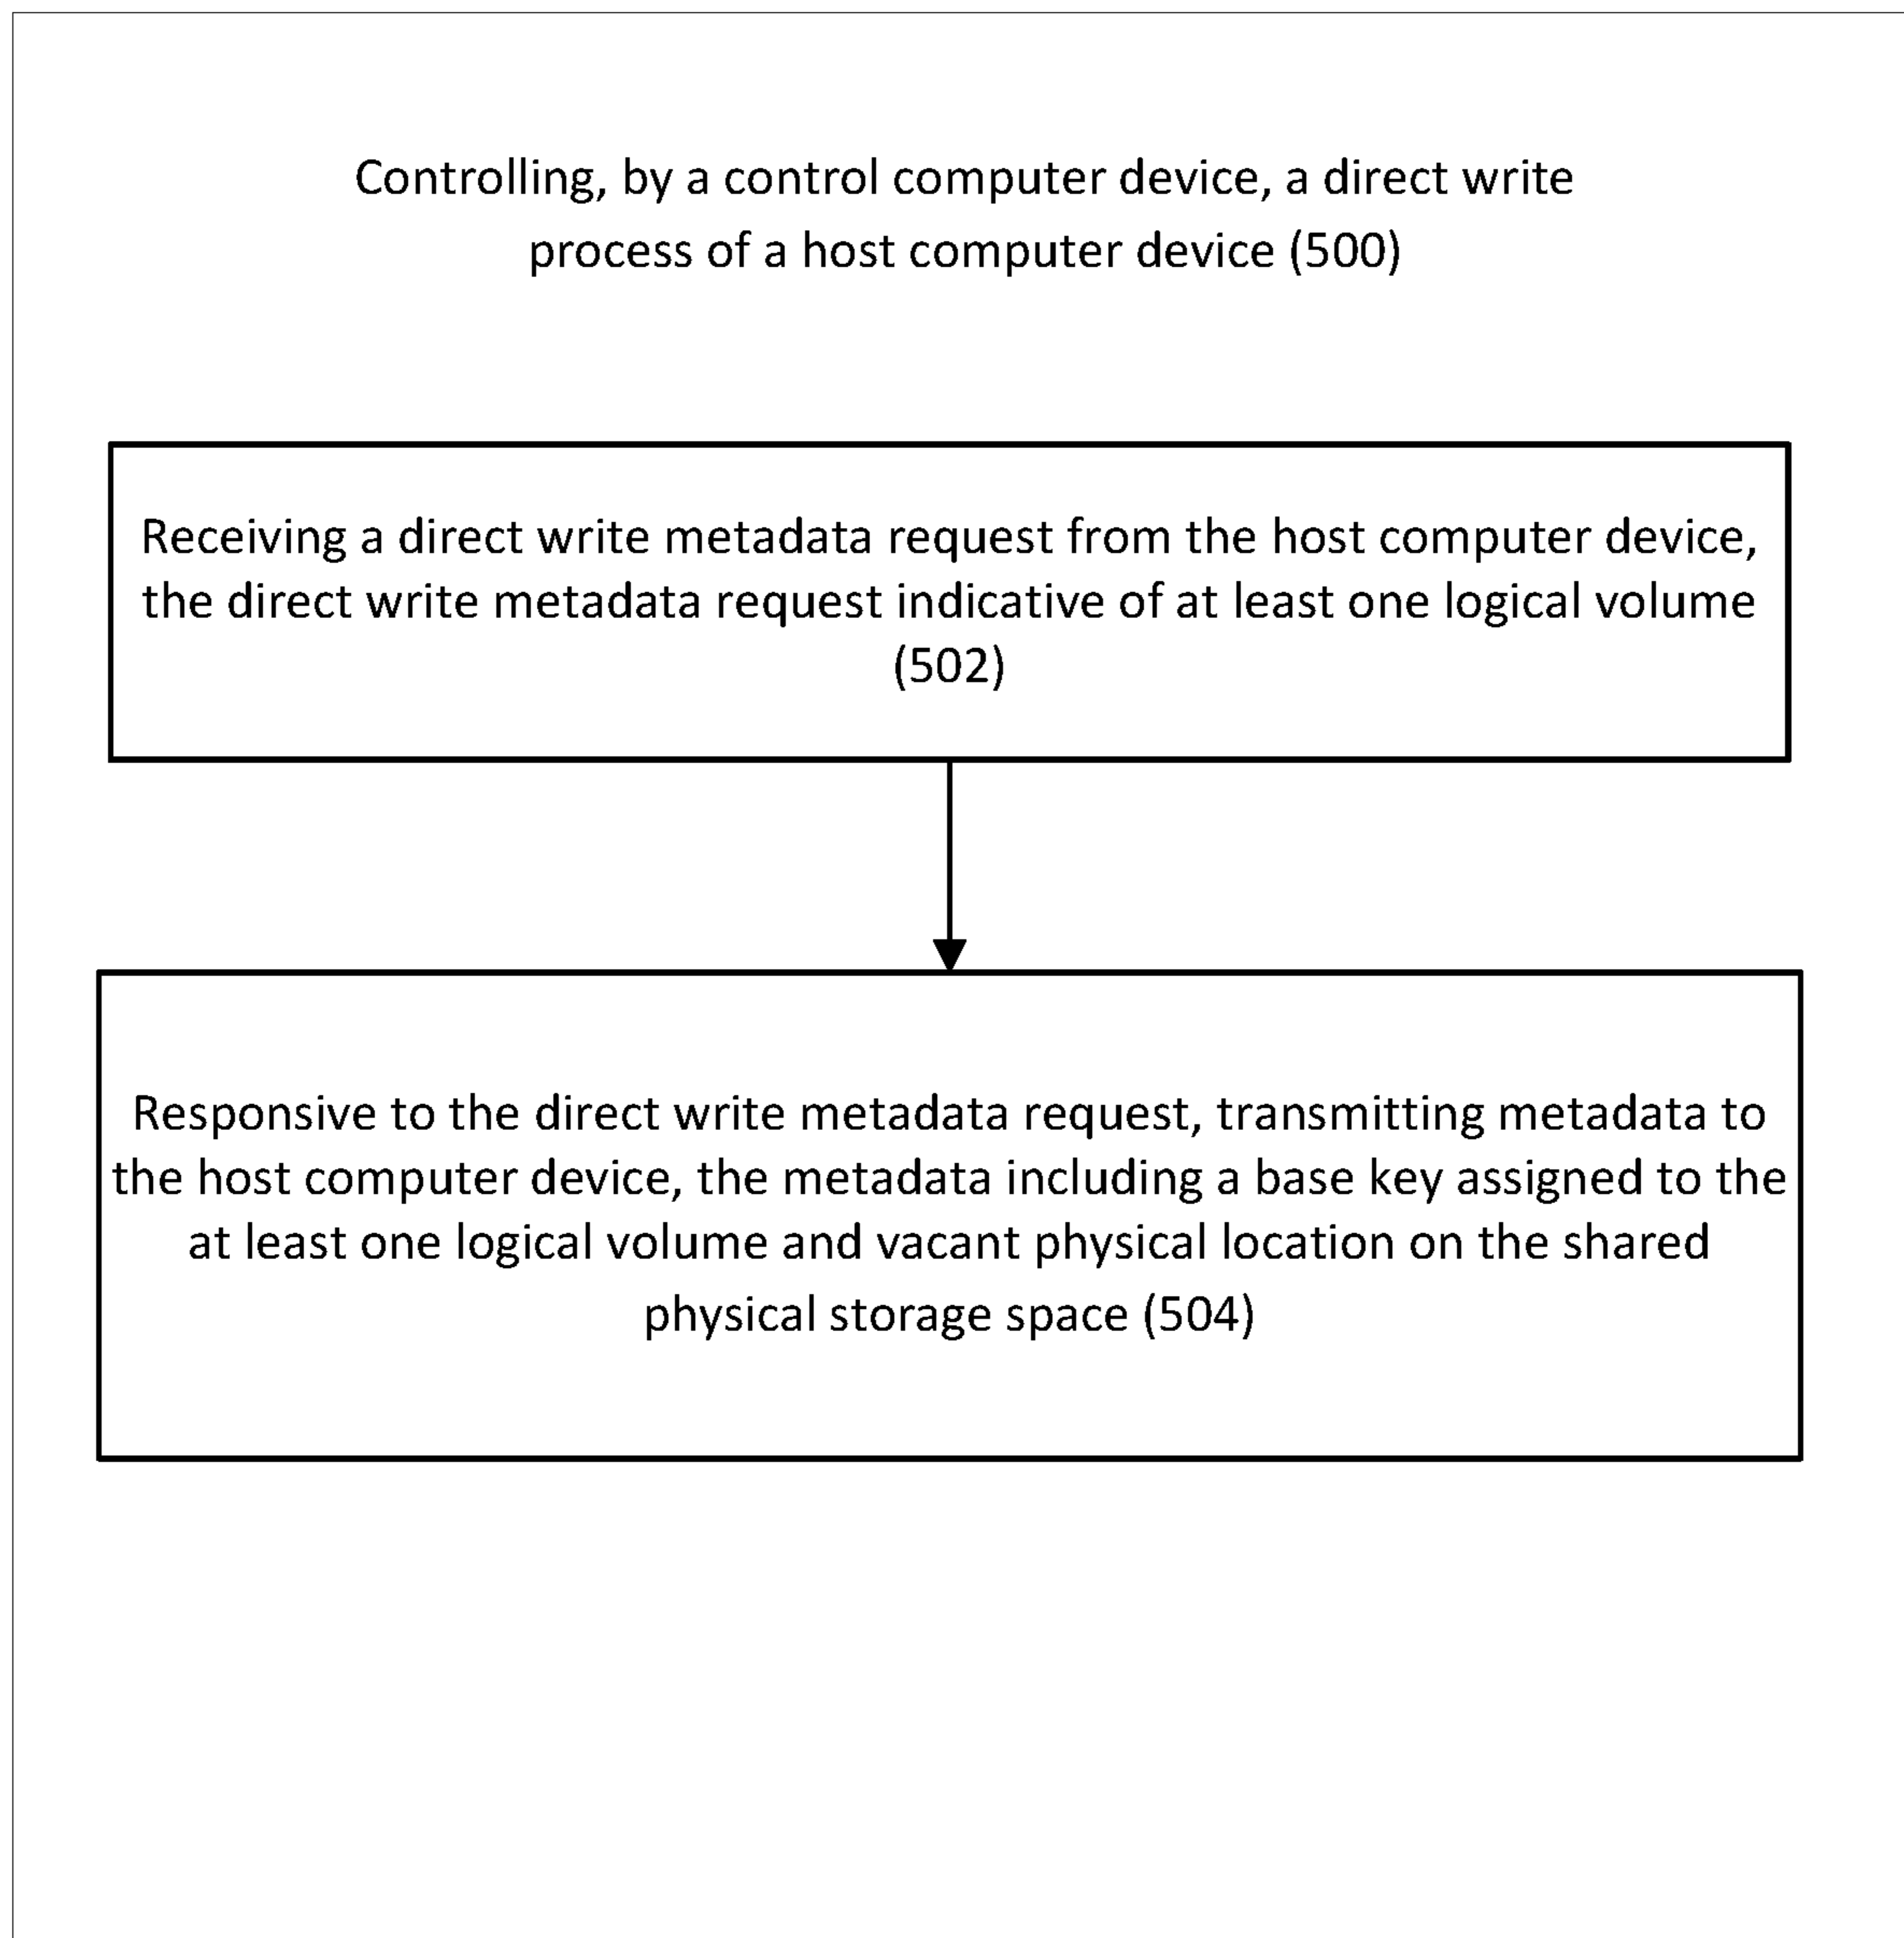 Controlling, by a control computer device, a direct write
process of a host computer device (500)
Receiving a direct write metadata request from the host computer device,
the direct write metadata request indicative of at least one logical volume
(502)
Responsive to the direct write metadata request, transmitting metadata to
the host computer device, the metadata including a base key assigned to the
at least one logical volume and vacant physical location on the shared
physical storage space (504)